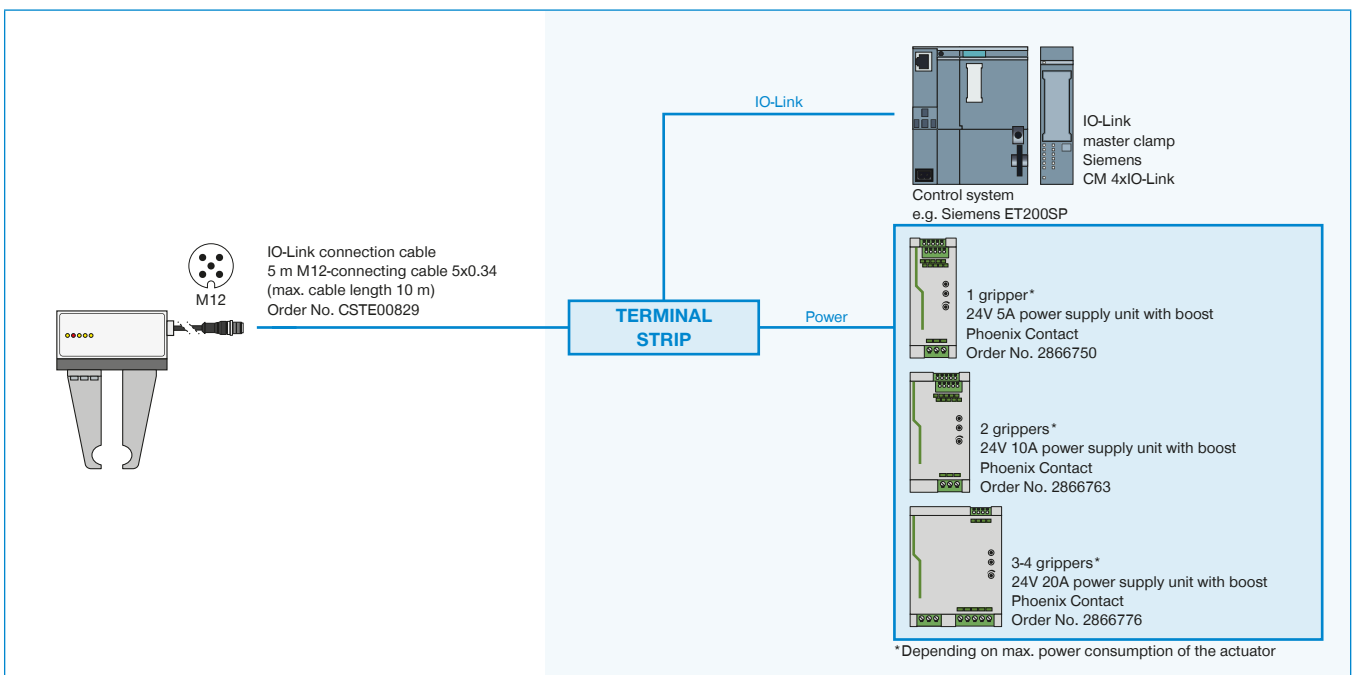 IO-Link
IO-Link
master clamp
Siemens
CM 4xIO-Link
Control system
e.g. Siemens ET200SP
M12
IO-Link connection cable
5 m M12-connecting cable 5x0.34
(max. cable length 10 m)
Order No. CSTE00829
TERMINAL
STRIP
Power
1 gripper*
24V 5A power supply unit with boost
Phoenix Contact
Order No. 2866750
2 grippers*
24V 10A power supply unit with boost
Phoenix Contact
Order No. 2866763
3-4 grippers*
24V 20A power supply unit with boost
Phoenix Contact
Order No. 2866776
*Depending on max. power consumption of the actuator